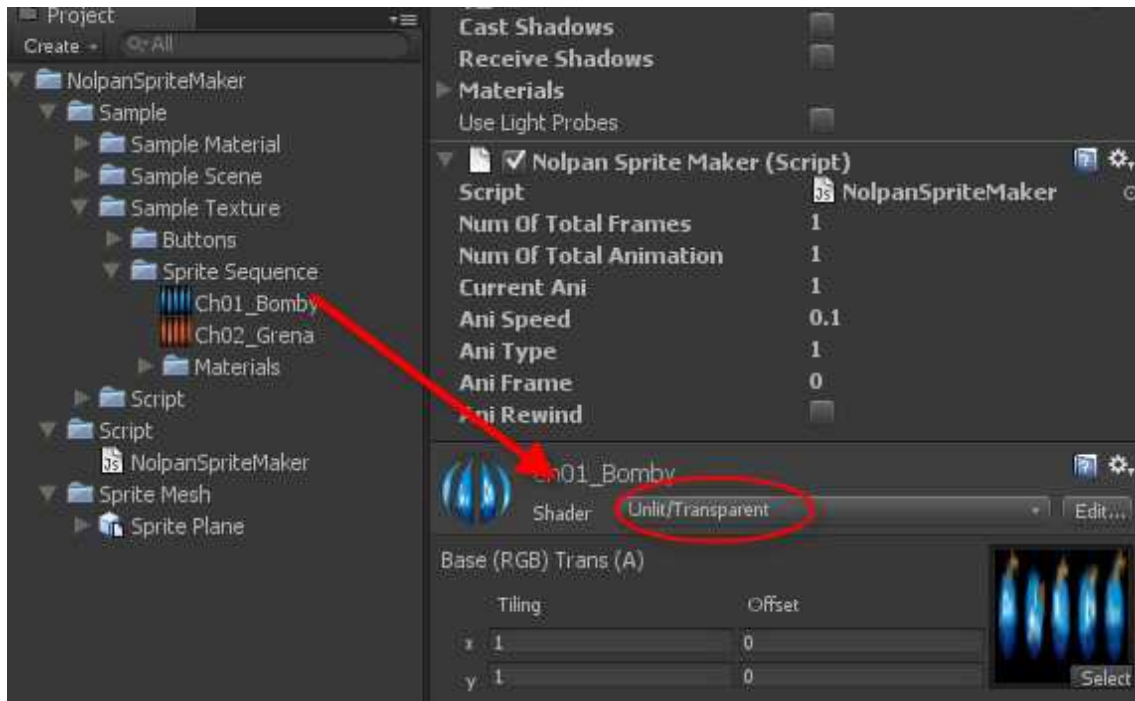 Project
Create
All
NolpanSpriteMaker
Sample
Sample Material
Sample Scene
Sample Texture
Buttons
Sprite Sequence
Ch01_Bomby
Ch02_Grena
Materials
Script
Script
NolpanSpriteMaker
Sprite Mesh
Sprite Plane
Cast Shadows
Receive Shadows
Materials
Use Light Probes
Nolpan Sprite Maker (Script)
Script NolpanSpriteMaker
Num Of Total Frames 1
Num Of Total Animation 1
Current Ani 1
Ani Speed 0.1
Ani Type 1
Ani Frame 0
Ani Rewind
Ch01_Bomby
Shader Unlit/Transparent Edit...
Base (RGB) Trans (A)
Tiling Offset
x 1 0
y 1 0
Select